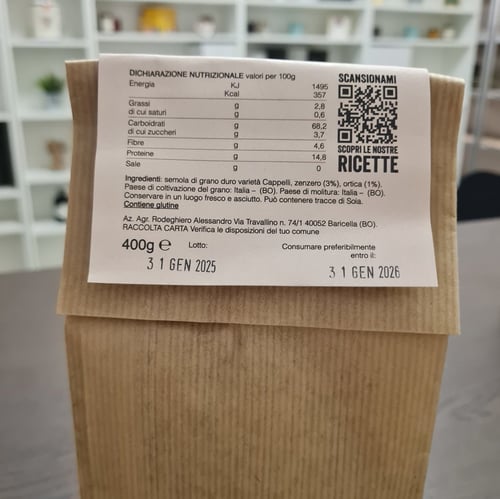 DICHIARAZIONE NUTRIZIONALE valori per 100g
Energia KJ 1495
Kcal 357
Grassi g 2,8
di cui saturi g 0,6
Carboidrati g 68,2
di cui zuccheri g 3,7
Fibre g 4,6
Proteine g 14,8
Sale g 0
SCANSIONAMI
SCOPRI LE NOSTRE
RICETTE
Ingredienti: semola di grano duro varietà Cappelli, zenzero (3%), ortica (1%).
Paese di coltivazione del grano: Italia – (BO). Paese di molitura: Italia – (BO).
Conservare in un luogo fresco e asciutto. Può contenere tracce di Soia.
Contiene glutine
Az. Agr. Rodeghiero Alessandro Via Travallino n. 74/1 40052 Baricella (BO).
RACCOLTA CARTA Verifica le disposizioni del tuo comune
400g e Lotto: Consumare preferibilmente
entro il:
31 GEN 2025 31 GEN 2026